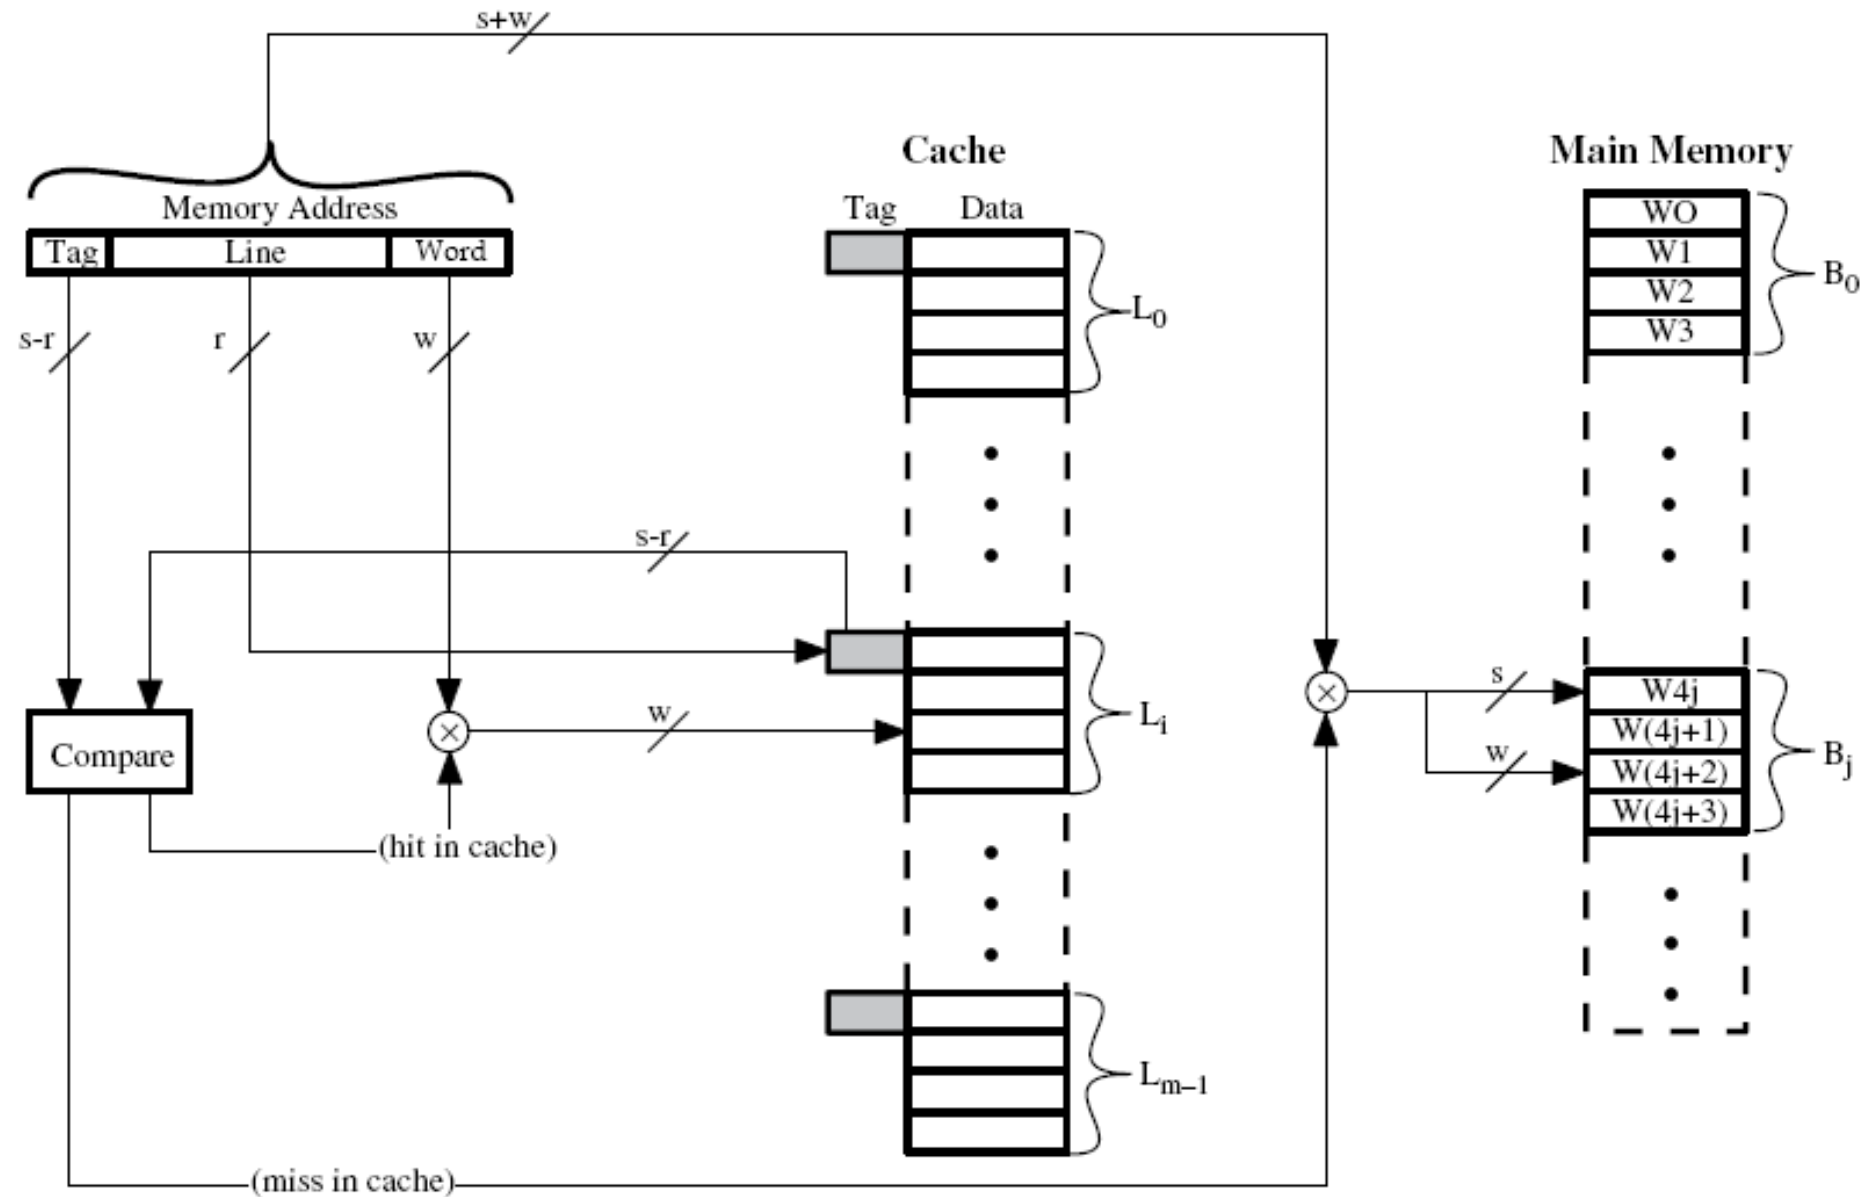 s+w
Cache
Main Memory
Memory Address
Tag Data
Tag Line Word
WO
W1
W2
W3
B0
L0
s-r
r
w
s-r
Li
w
Compare
(hit in cache)
s
w
W4j
W(4j+1)
W(4j+2)
W(4j+3)
Bj
Lm–1
(miss in cache)